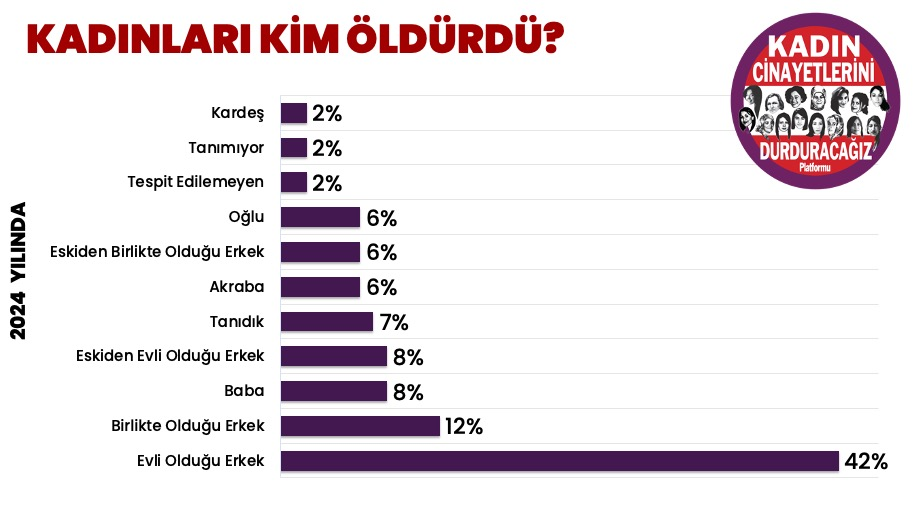 KADINLARI KİM ÖLDÜRDÜ?
KADIN
CİNAYETLERİNİ
DURDURACAĞIZ
Platformu
2024 YILINDA
Kardeş 2%
Tanımıyor 2%
Tespit Edilemeyen 2%
Oğlu 6%
Eskiden Birlikte Olduğu Erkek 6%
Akraba 6%
Tanıdık 7%
Eskiden Evli Olduğu Erkek 8%
Baba 8%
Birlikte Olduğu Erkek 12%
Evli Olduğu Erkek 42%